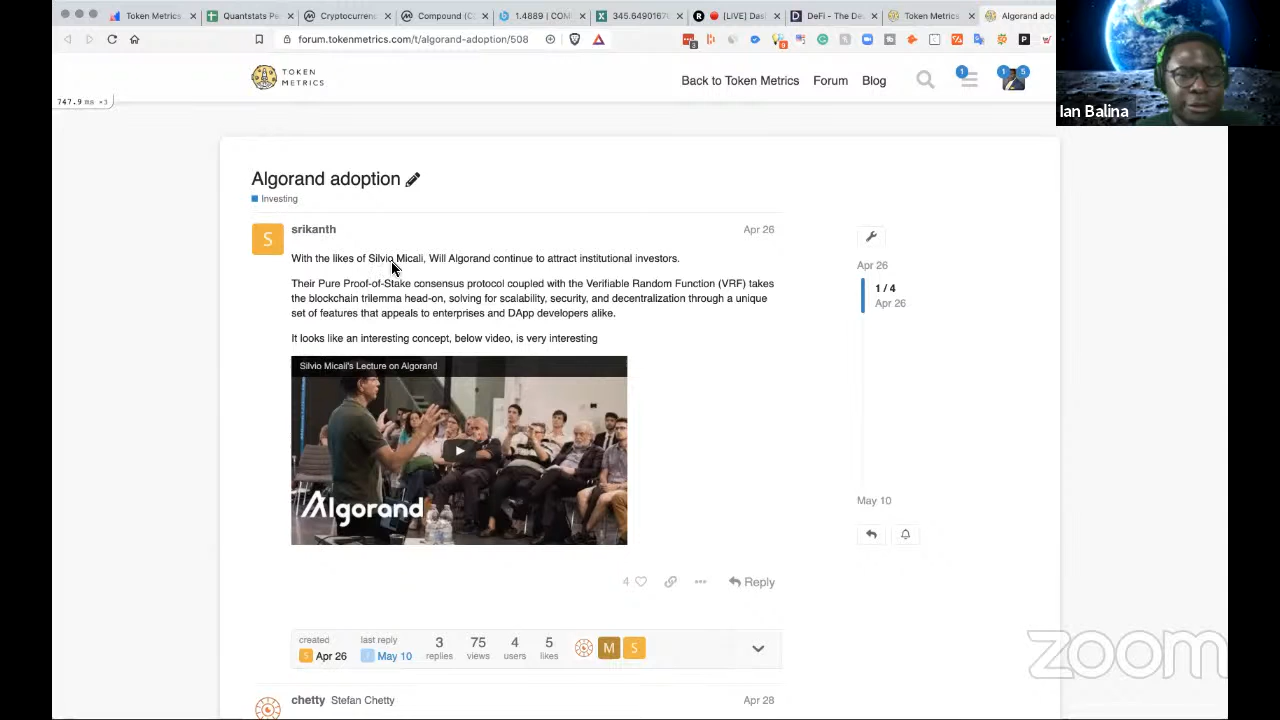 Token Metrics
Quantstats Pe
Cryptocurrenc
Compound (C
1.4889 | COM
345.6490167
[LIVE] Das
DeFi - The De
Token Metrics
Algorand ado
forum.tokenmetrics.com/t/algorand-adoption/508
TOKEN
METRICS
Back to Token Metrics
Forum
Blog
1
1
5
747.9 ms ×3
Ian Balina
Algorand adoption
Investing
S
srikanth
Apr 26
With the likes of Silvio Micali, Will Algorand continue to attract institutional investors.
Their Pure Proof-of-Stake consensus protocol coupled with the Verifiable Random Function (VRF) takes
the blockchain trilemma head-on, solving for scalability, security, and decentralization through a unique
set of features that appeals to enterprises and DApp developers alike.
It looks like an interesting concept, below video, is very interesting
Silvio Micali's Lecture on Algorand
Algorand
Apr 26
1 / 4
Apr 26
May 10
4
Reply
created
Apr 26
last reply
May 10
3
replies
75
views
4
users
5
likes
M
S
zoom
chetty Stefan Chetty
Apr 28